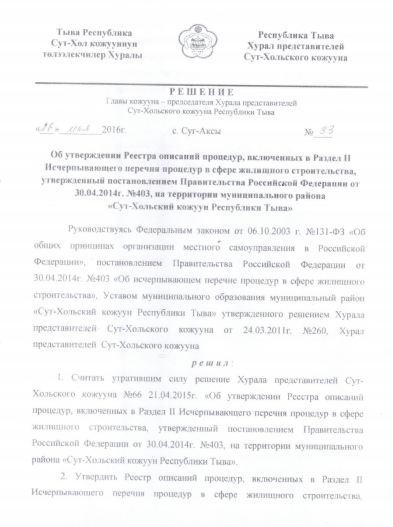 Тыва Республика
Сут-Хол кожууннун
төлээлекчилер Хуралы
Республика Тыва
Хурал представителей
Сут-Хольского кожууна
РЕШЕНИЕ
Главы кожууна – председателя Хурала представителей
Сут-Хольского кожууна Республики Тыва
«26» мая 2016г. с. Суг-Аксы № 93
Об утверждении Реестра описаний процедур, включенных в Раздел II
Исчерпывающего перечня процедур в сфере жилищного строительства,
утвержденный постановлением Правительства Российской Федерации от
30.04.2014г. №403, на территории муниципального района
«Сут-Хольский кожуун Республики Тыва»
Руководствуясь Федеральным законом от 06.10.2003 г. №131-ФЗ «Об
общих принципах организации местного самоуправления в Российской
Федерации», постановлением Правительства Российской Федерации от
30.04.2014г. №403 «Об исчерпывающем перечне процедур в сфере жилищного
строительства», Уставом муниципального образования муниципальный район
«Сут-Хольский кожуун Республики Тыва» утвержденного решением Хурала
представителей Сут-Хольского кожууна от 24.03.2011г. №260, Хурал
представителей Сут-Хольского кожууна
решил:
1. Считать утратившим силу решение Хурала представителей Сут-
Хольского кожууна №66 21.04.2015г. «Об утверждении Реестра описаний
процедур, включенных в Раздел II Исчерпывающего перечня процедур в сфере
жилищного строительства, утвержденный постановлением Правительства
Российской Федерации от 30.04.2014г. №403, на территории муниципального
района «Сут-Хольский кожуун Республики Тыва».
2. Утвердить Реестр описаний процедур, включенных в Раздел II
Исчерпывающего перечня процедур в сфере жилищного строительства,